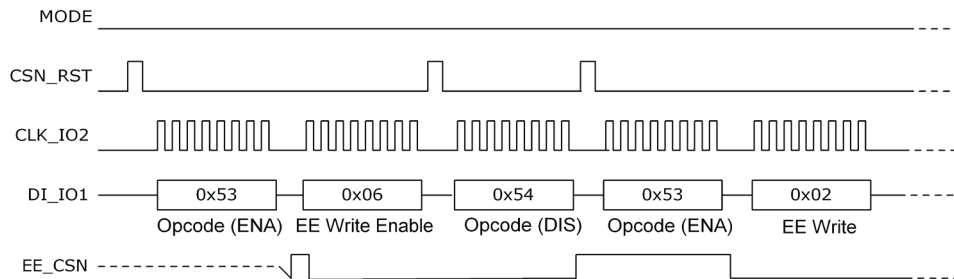 MODE
CSN_RST
CLK_IO2
DI_IO1 0x53 0x06 0x54 0x53 0x02
Opcode (ENA) EE Write Enable Opcode (DIS) Opcode (ENA) EE Write
EE_CSN